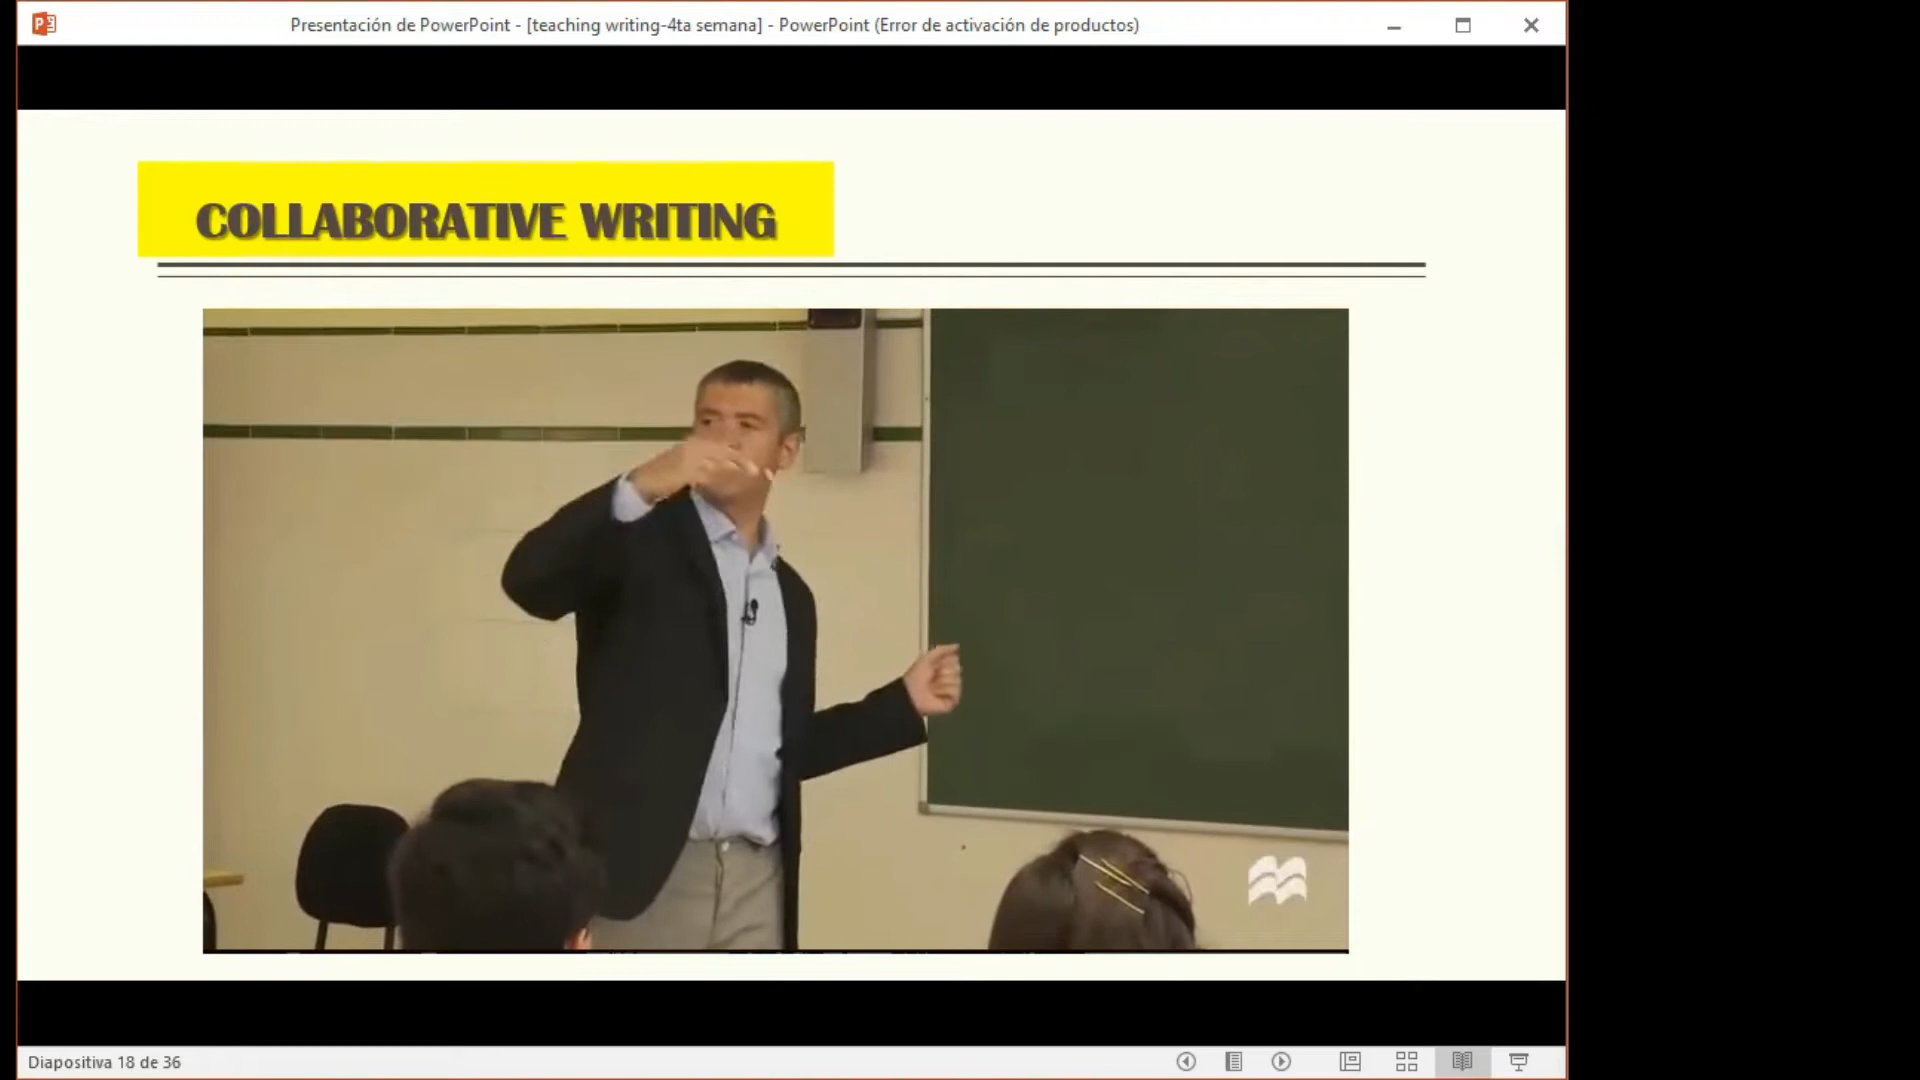 Presentación de PowerPoint - [teaching writing-4ta semana] - PowerPoint (Error de activación de productos)
COLLABORATIVE WRITING
Diapositiva 18 de 36